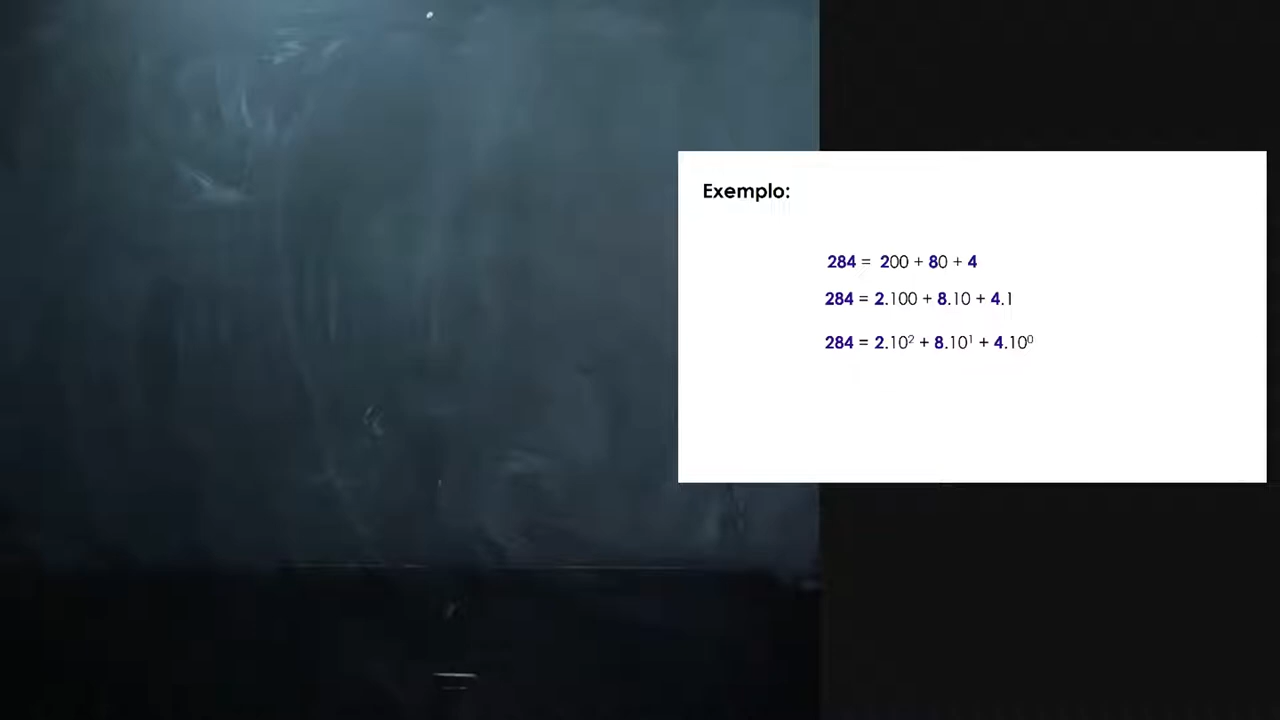 Exemplo:
284 = 200 + 80 + 4
284 = 2.100 + 8.10 + 4.1
284 = 2.10² + 8.10¹ + 4.10⁰